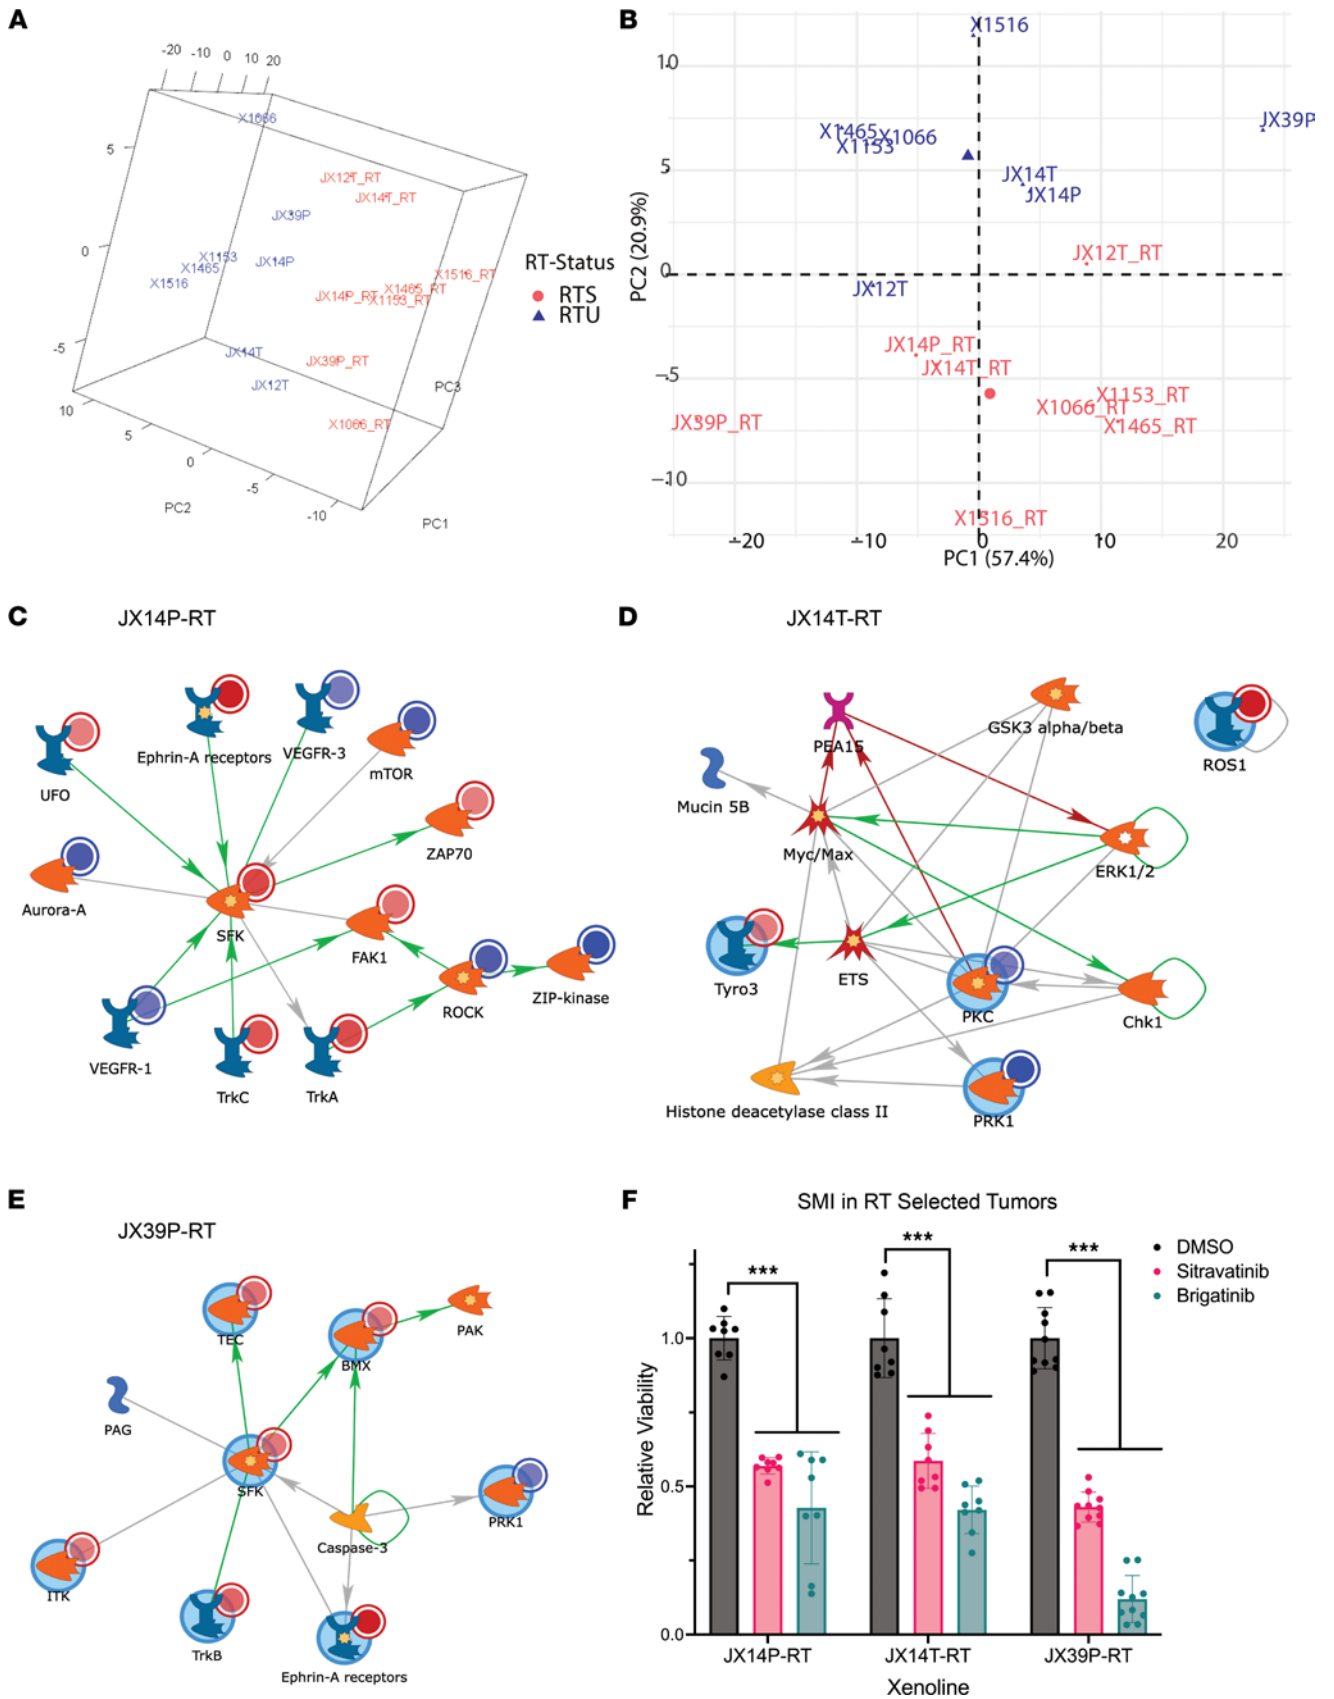 A
-20 -10 0 10 20
X1066
5
JX12T_RT
JX14T_RT
JX39P
0
X1153
X1465
JX14P
X1516
X1516_RT
X1465_RT
JX14P_RT
X1153_RT
-5
JX14T
JX39P_RT
JX12T
PC3
10
X1066_RT
5
0
-5
-10
PC2
PC1
RT-Status
RTS
RTU
B
X1516
10
JX39P
X1465
X1066
X1153
5
JX14T
JX14P
PC2 (20.9%)
JX12T_RT
0
JX12T
JX14P_RT
JX14T_RT
-5
X1153_RT
X1066_RT
JX39P_RT
X1465_RT
-10
X1516_RT
-20 -10 0 10 20
PC1 (57.4%)
C
JX14P-RT
Ephrin-A receptors
VEGFR-3
mTOR
UFO
ZAP70
Aurora-A
SFK
FAK1
ROCK
ZIP-kinase
VEGFR-1
TrkC
TrkA
D
JX14T-RT
GSK3 alpha/beta
PEA15
ROS1
Mucin 5B
Myc/Max
ERK1/2
ETS
Tyro3
PKC
Chk1
Histone deacetylase class II
PRK1
E
JX39P-RT
TEC
PAK
BMX
PAG
SFK
PRK1
Caspase-3
ITK
TrkB
Ephrin-A receptors
F
SMI in RT Selected Tumors
*** *** ***
DMSO
Sitravatinib
Brigatinib
1.0
Relative Viability
0.5
0.0
JX14P-RT JX14T-RT JX39P-RT
Xenoline